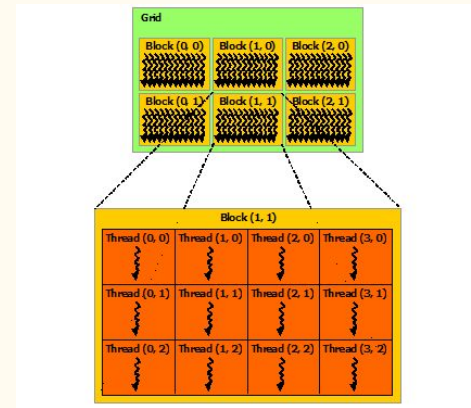 Grid
Block (0, 0) Block (1, 0) Block (2, 0)
Block (0, 1) Block (1, 1) Block (2, 1)
Block (1, 1)
Thread (0, 0) Thread (1, 0) Thread (2, 0) Thread (3, 0)
Thread (0, 1) Thread (1, 1) Thread (2, 1) Thread (3, 1)
Thread (0, 2) Thread (1, 2) Thread (2, 2) Thread (3, 2)